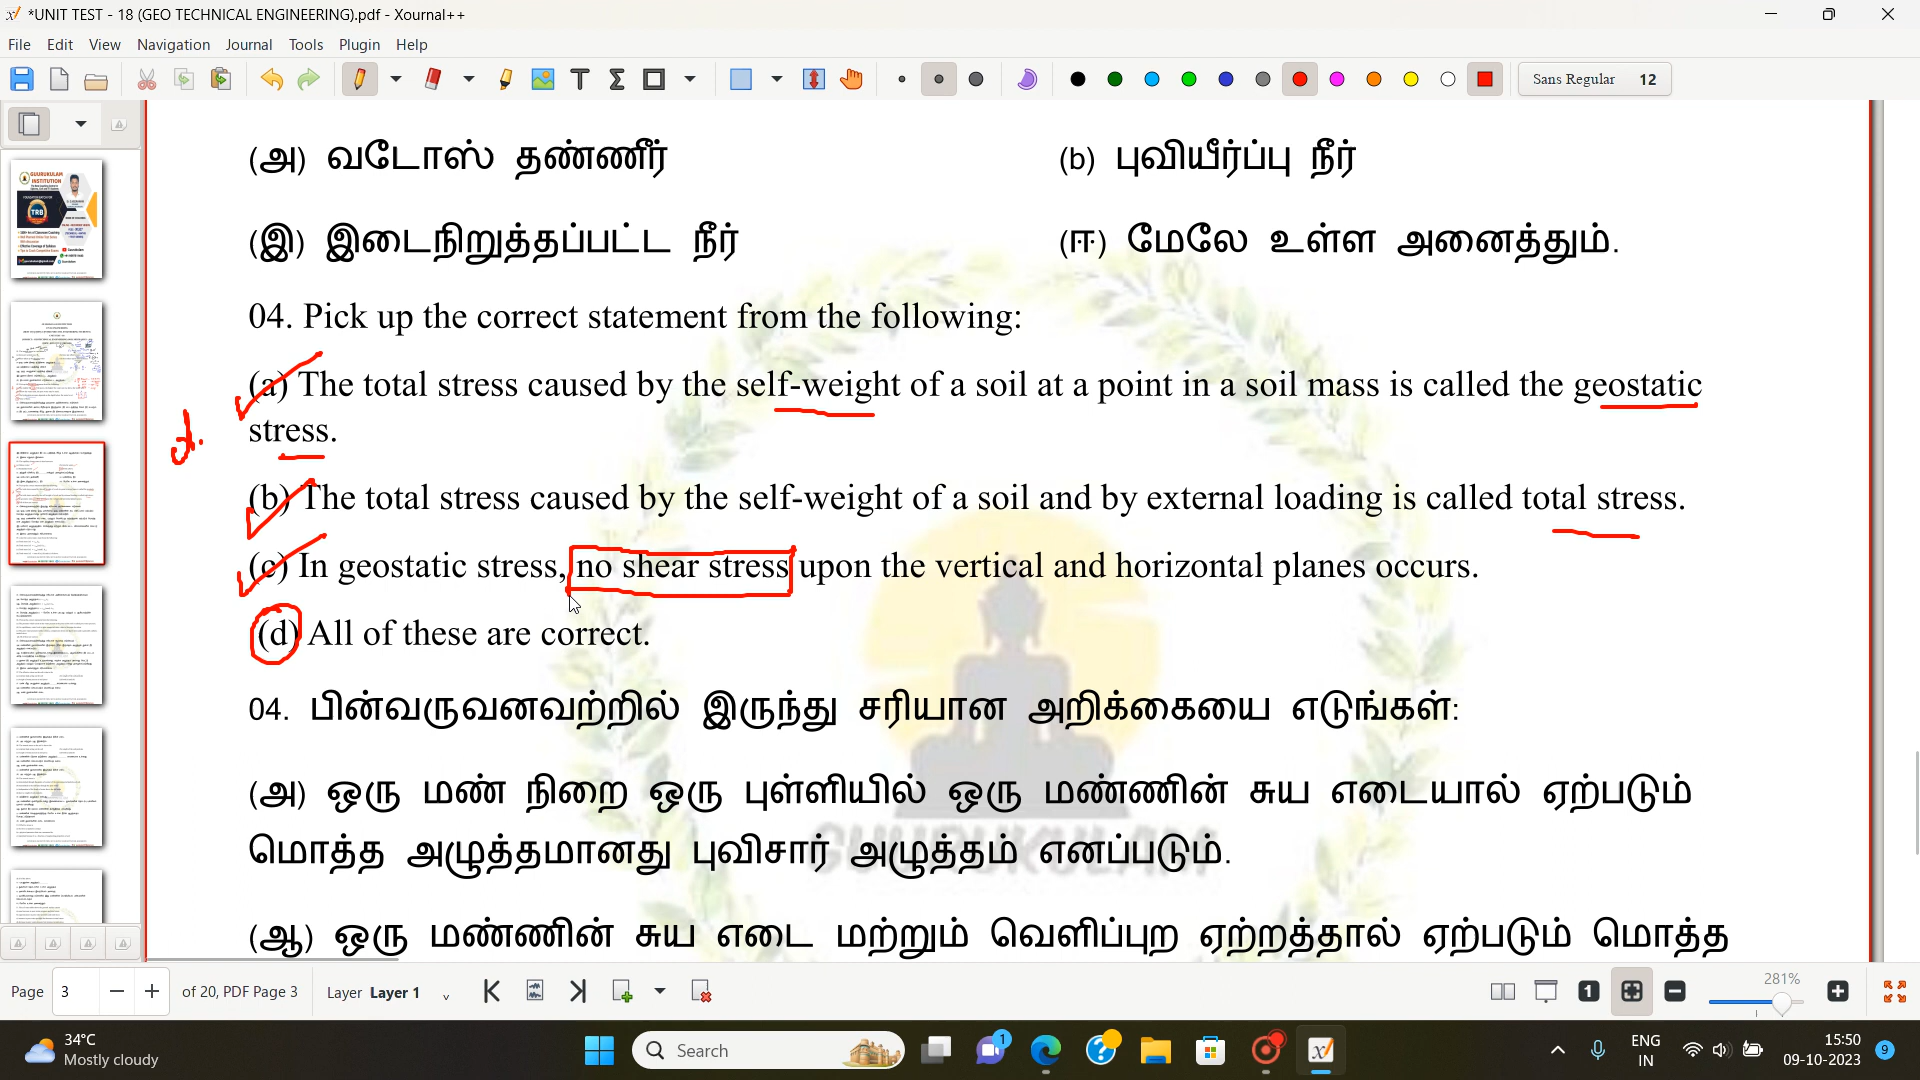 *UNIT TEST - 18 (GEO TECHNICAL ENGINEERING).pdf - Xournal++
File Edit View Navigation Journal Tools Plugin Help
Sans Regular 12
(அ) வடோஸ் தண்ணீர்
(b) புவியீர்ப்பு நீர்
(இ) இடைநிறுத்தப்பட்ட நீர்
(ஈ) மேலே உள்ள அனைத்தும்.
04. Pick up the correct statement from the following:
(a) The total stress caused by the self-weight of a soil at a point in a soil mass is called the geostatic
stress.
d.
(b) The total stress caused by the self-weight of a soil and by external loading is called total stress.
(c) In geostatic stress, no shear stress upon the vertical and horizontal planes occurs.
(d) All of these are correct.
04. பின்வருவனவற்றில் இருந்து சரியான அறிக்கையை எடுங்கள்:
(அ) ஒரு மண் நிறை ஒரு புள்ளியில் ஒரு மண்ணின் சுய எடையால் ஏற்படும்
மொத்த அழுத்தமானது புவிசார் அழுத்தம் எனப்படும்.
GURUKULAM
(ஆ) ஒரு மண்ணின் சுய எடை மற்றும் வெளிப்புற ஏற்றத்தால் ஏற்படும் மொத்த
Page 3 of 20, PDF Page 3 Layer Layer 1
281%
34°C
Mostly cloudy
Search
1
ENG
IN
15:50
09-10-2023
9